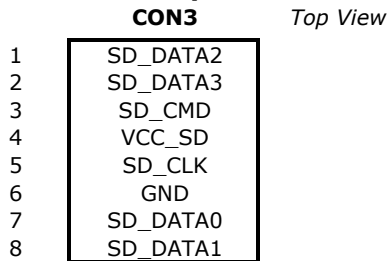 CON3 Top View
1 SD_DATA2
2 SD_DATA3
3 SD_CMD
4 VCC_SD
5 SD_CLK
6 GND
7 SD_DATA0
8 SD_DATA1